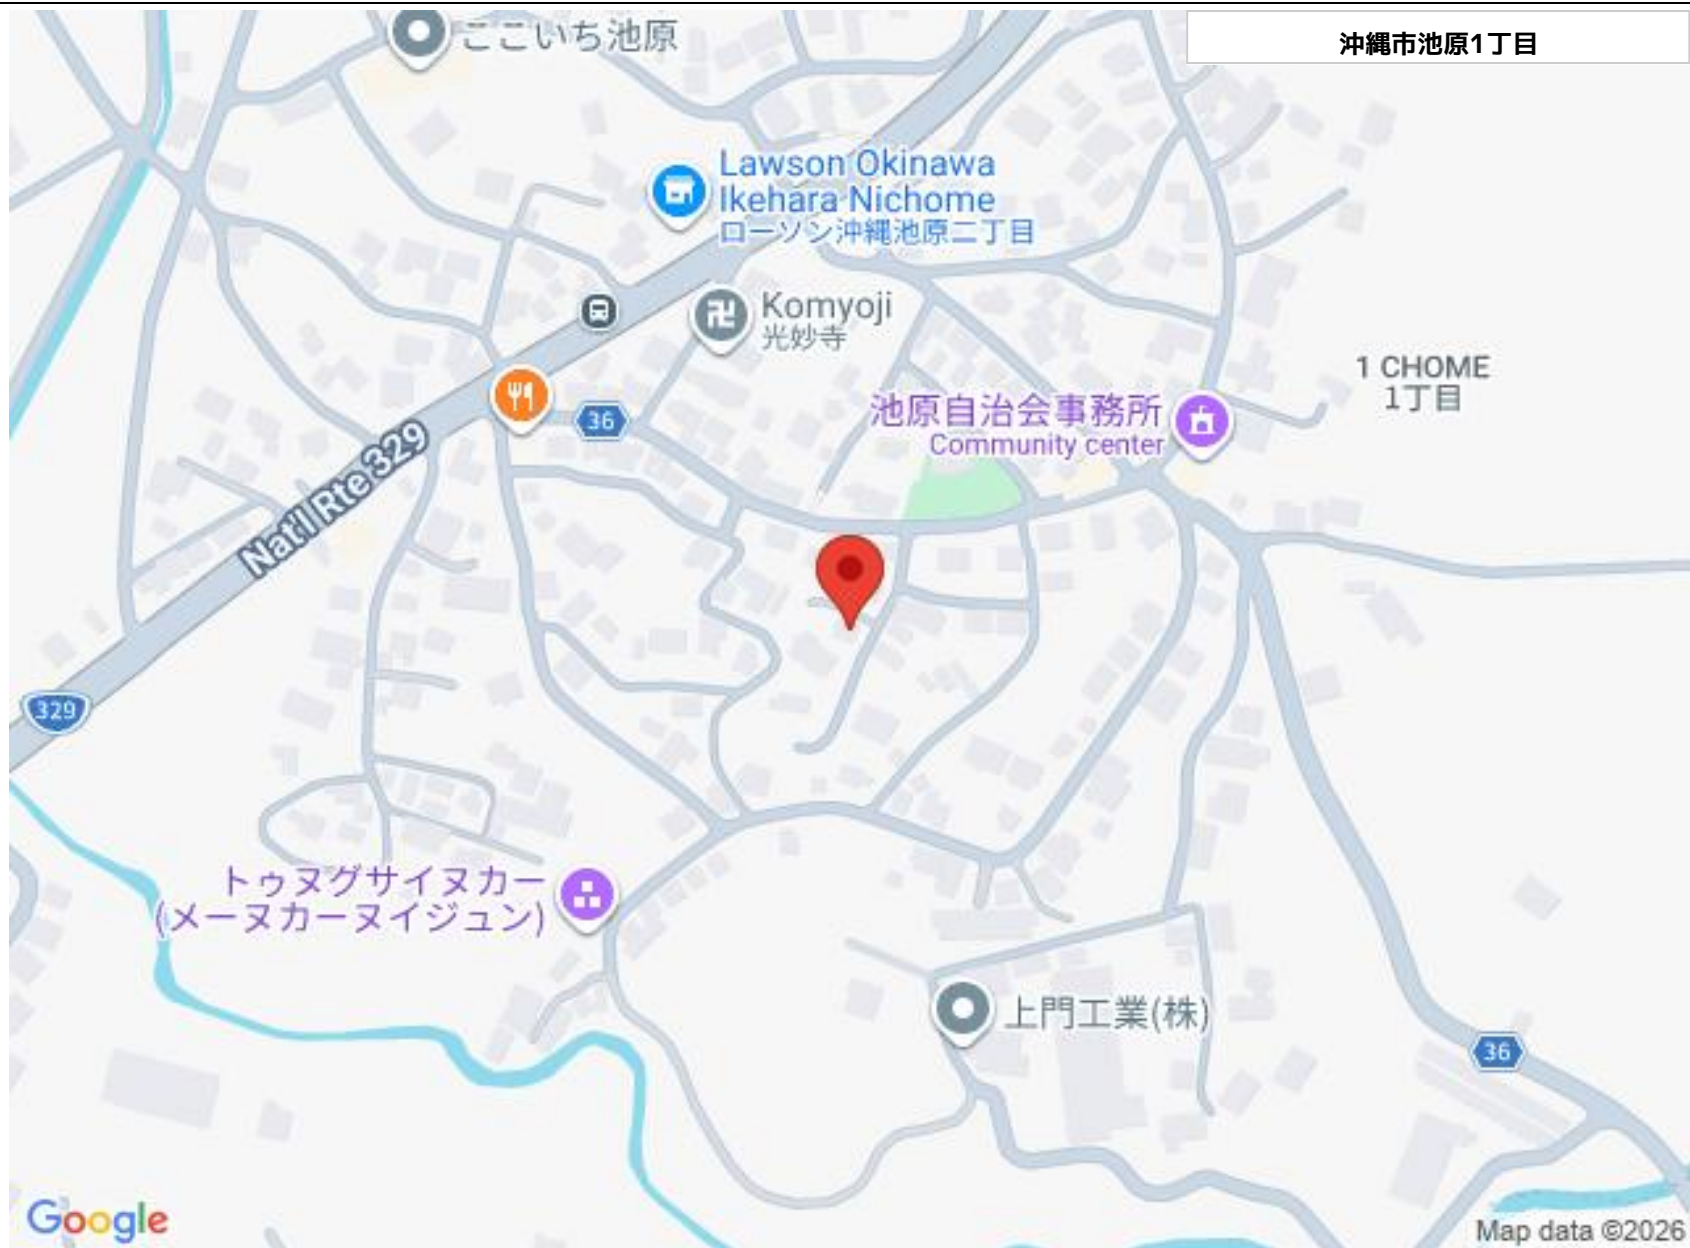 ここいち池原
沖縄市池原1丁目
Lawson Okinawa
Ikehara Nichome
ローソン沖縄池原二丁目
Komyoji
光妙寺
1 CHOME
1丁目
池原自治会事務所
Community center
36
Nat'l Rte 329
329
トゥヌグサイヌカー
(メーヌカーヌイジュン)
上門工業(株)
36
Google
Map data ©2026